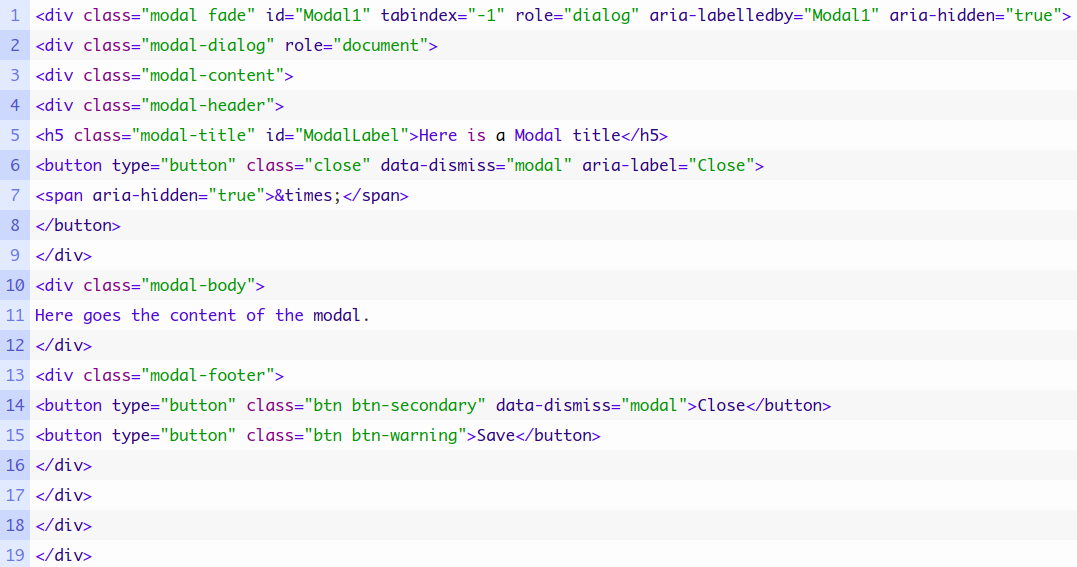 1 <div class="modal fade" id="Modal1" tabindex="-1" role="dialog" aria-labelledby="Modal1" aria-hidden="true">
2 <div class="modal-dialog" role="document">
3 <div class="modal-content">
4 <div class="modal-header">
5 <h5 class="modal-title" id="ModalLabel">Here is a Modal title</h5>
6 <button type="button" class="close" data-dismiss="modal" aria-label="Close">
7 <span aria-hidden="true">&times;</span>
8 </button>
9 </div>
10 <div class="modal-body">
11 Here goes the content of the modal.
12 </div>
13 <div class="modal-footer">
14 <button type="button" class="btn btn-secondary" data-dismiss="modal">Close</button>
15 <button type="button" class="btn btn-warning">Save</button>
16 </div>
17 </div>
18 </div>
19 </div>